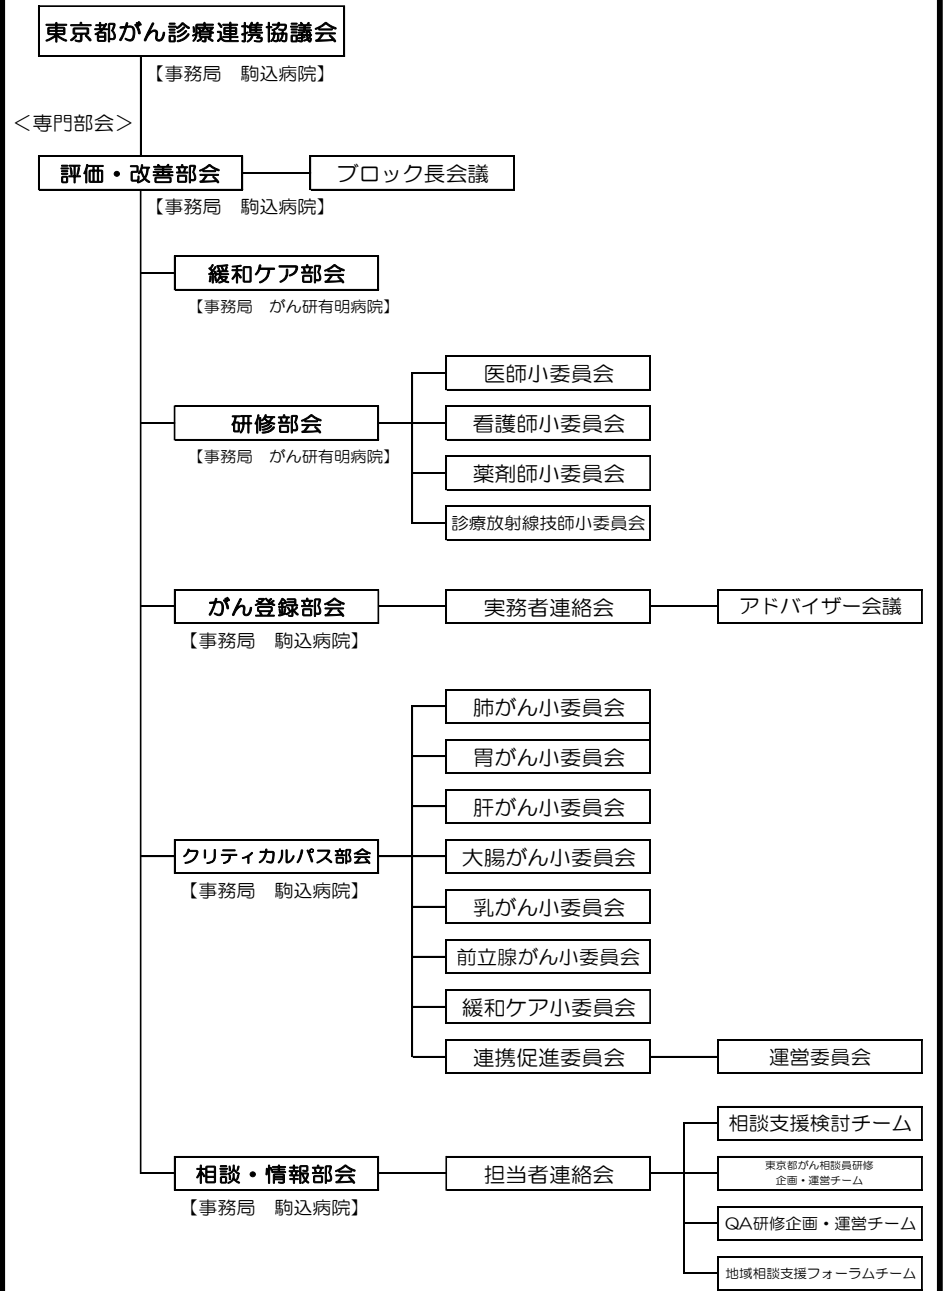 東京都がん診療連携協議会
【事務局　駒込病院】
＜専門部会＞
評価・改善部会
ブロック長会議
【事務局　駒込病院】
緩和ケア部会
【事務局　がん研有明病院】
医師小委員会
研修部会
看護師小委員会
【事務局　がん研有明病院】
薬剤師小委員会
診療放射線技師小委員会
がん登録部会
実務者連絡会
アドバイザー会議
【事務局　駒込病院】
肺がん小委員会
胃がん小委員会
肝がん小委員会
クリティカルパス部会
大腸がん小委員会
【事務局　駒込病院】
乳がん小委員会
前立腺がん小委員会
緩和ケア小委員会
連携促進委員会
運営委員会
相談支援検討チーム
相談・情報部会
担当者連絡会
東京都がん相談員研修
企画・運営チーム
【事務局　駒込病院】
QA研修企画・運営チーム
地域相談支援フォーラムチーム